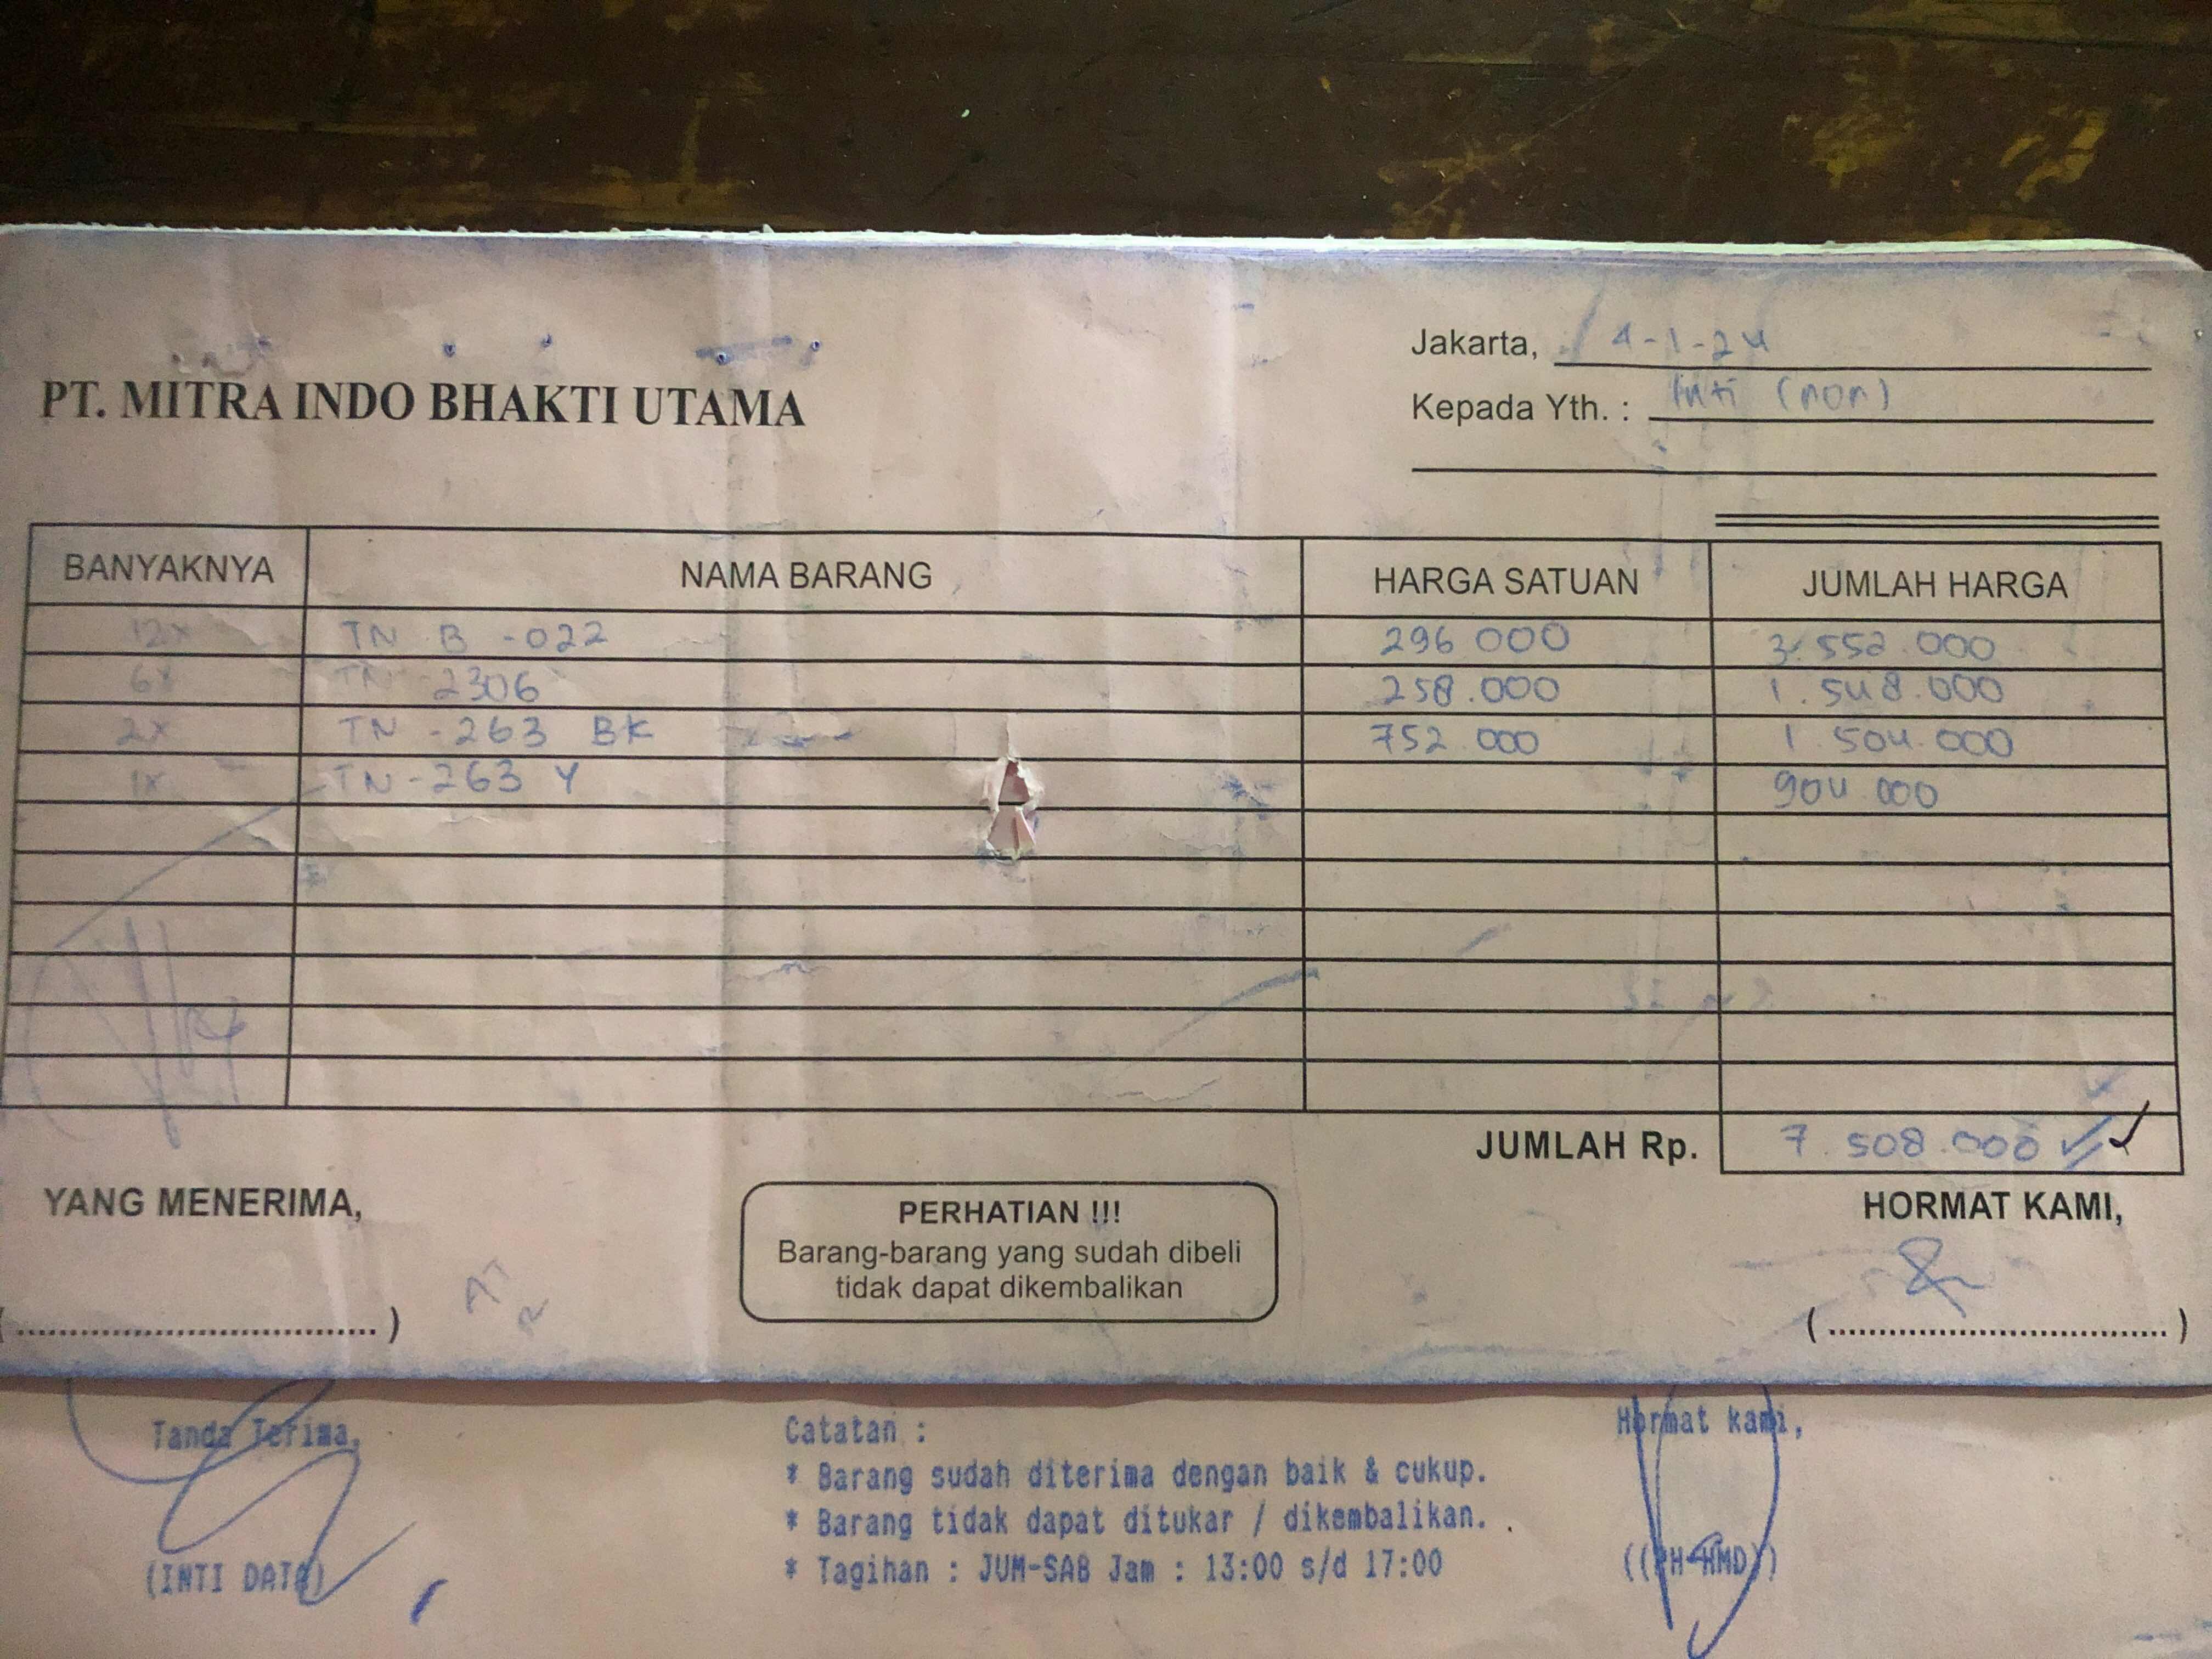 PT. MITRA INDO BHAKTI UTAMA
Jakarta, 4-1-24
Kepada Yth. : Inti (non)
BANYAKNYA NAMA BARANG HARGA SATUAN JUMLAH HARGA
12x TN B -022 296 000 3.552.000
6x TN 2306 258.000 1.548.000
2x TN -263 BK 752.000 1 504.000
1x TN-263 Y 904 000
JUMLAH Rp. 7.508.000
YANG MENERIMA,
PERHATIAN !!!
Barang-barang yang sudah dibeli
tidak dapat dikembalikan
HORMAT KAMI,
(....................................)
(....................................)
Tanda Terima,
(INTI DATA)
Catatan :
* Barang sudah diterima dengan baik & cukup.
* Barang tidak dapat ditukar / dikembalikan.
* Tagihan : JUM-SAB Jam : 13:00 s/d 17:00
Hormat kami,
((PH-HMD))